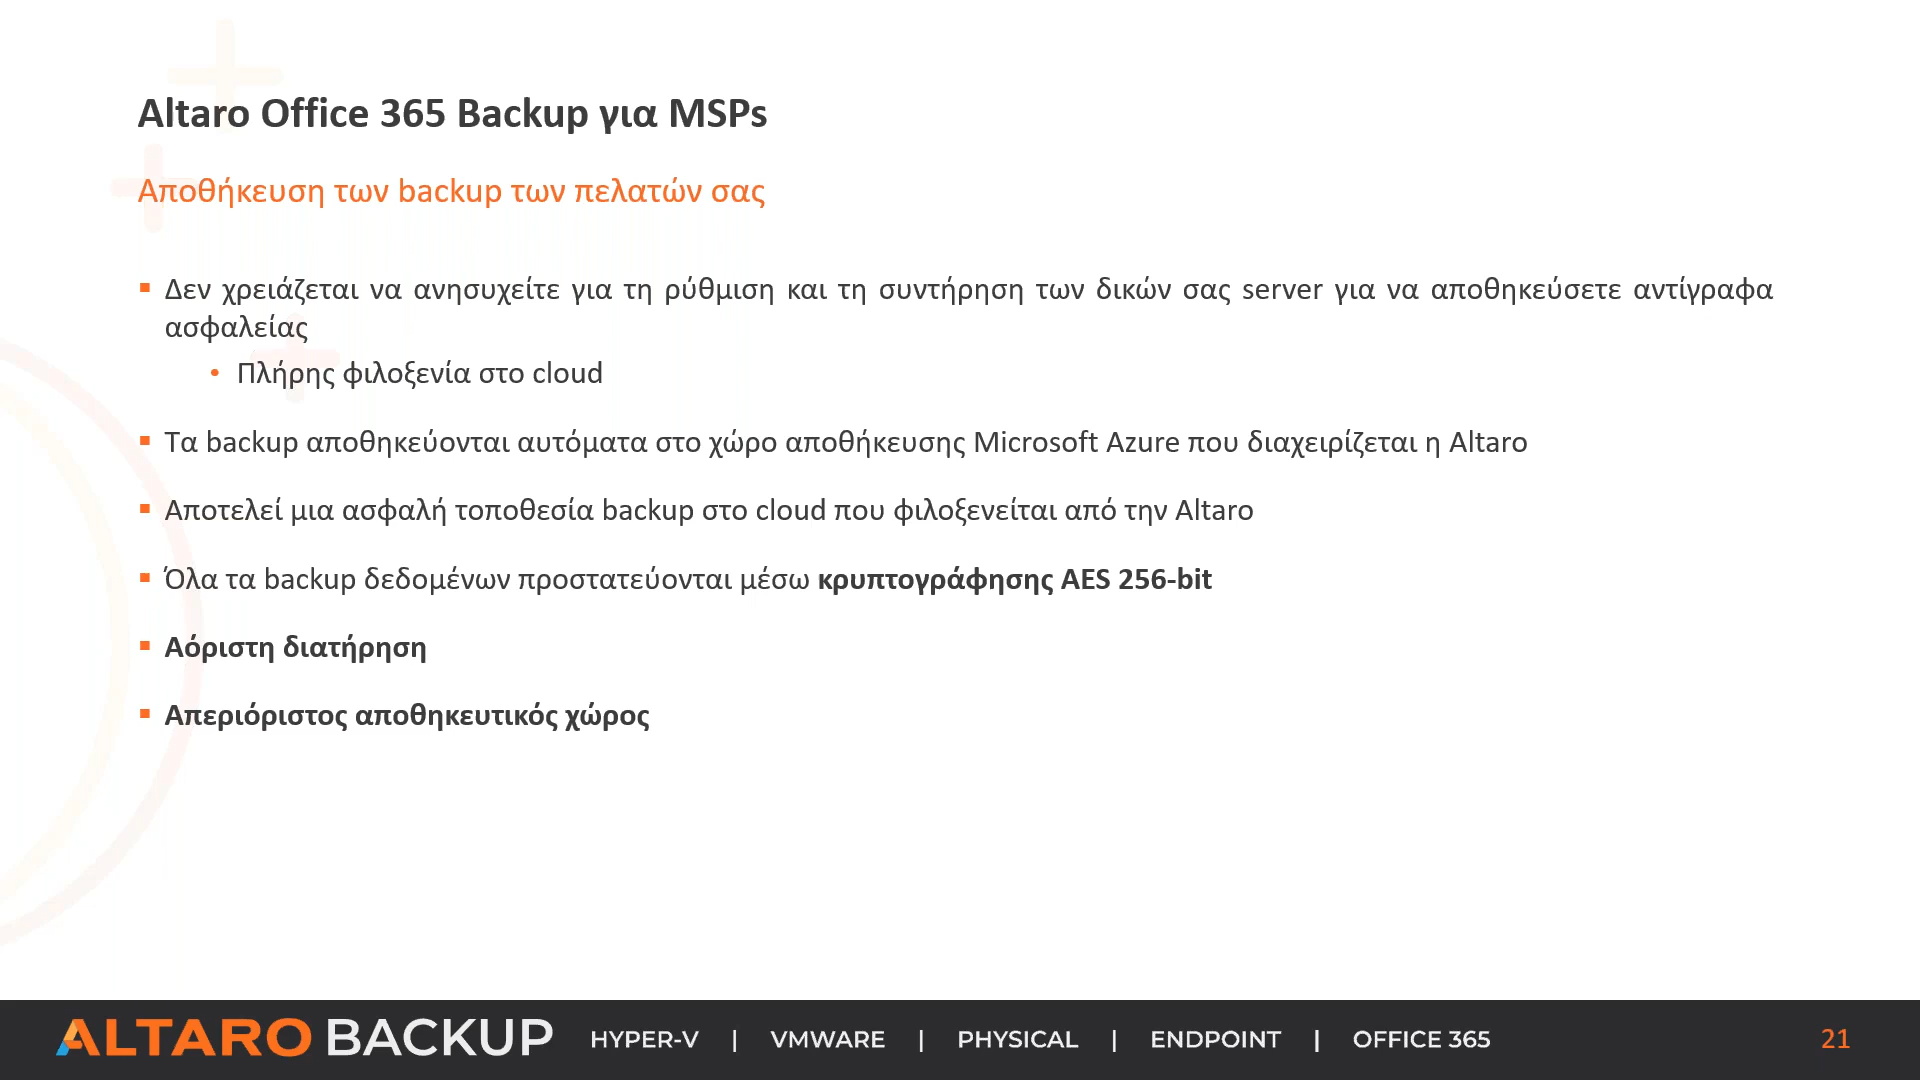 Altaro Office 365 Backup για MSPs
Αποθήκευση των backup των πελατών σας
▪ Δεν χρειάζεται να ανησυχείτε για τη ρύθμιση και τη συντήρηση των δικών σας server για να αποθηκεύσετε αντίγραφα
ασφαλείας
• Πλήρης φιλοξενία στο cloud
▪ Τα backup αποθηκεύονται αυτόματα στο χώρο αποθήκευσης Microsoft Azure που διαχειρίζεται η Altaro
▪ Αποτελεί μια ασφαλή τοποθεσία backup στο cloud που φιλοξενείται από την Altaro
▪ Όλα τα backup δεδομένων προστατεύονται μέσω κρυπτογράφησης AES 256-bit
▪ Αόριστη διατήρηση
▪ Απεριόριστος αποθηκευτικός χώρος
ALTARO BACKUP HYPER-V | VMWARE | PHYSICAL | ENDPOINT | OFFICE 365 21